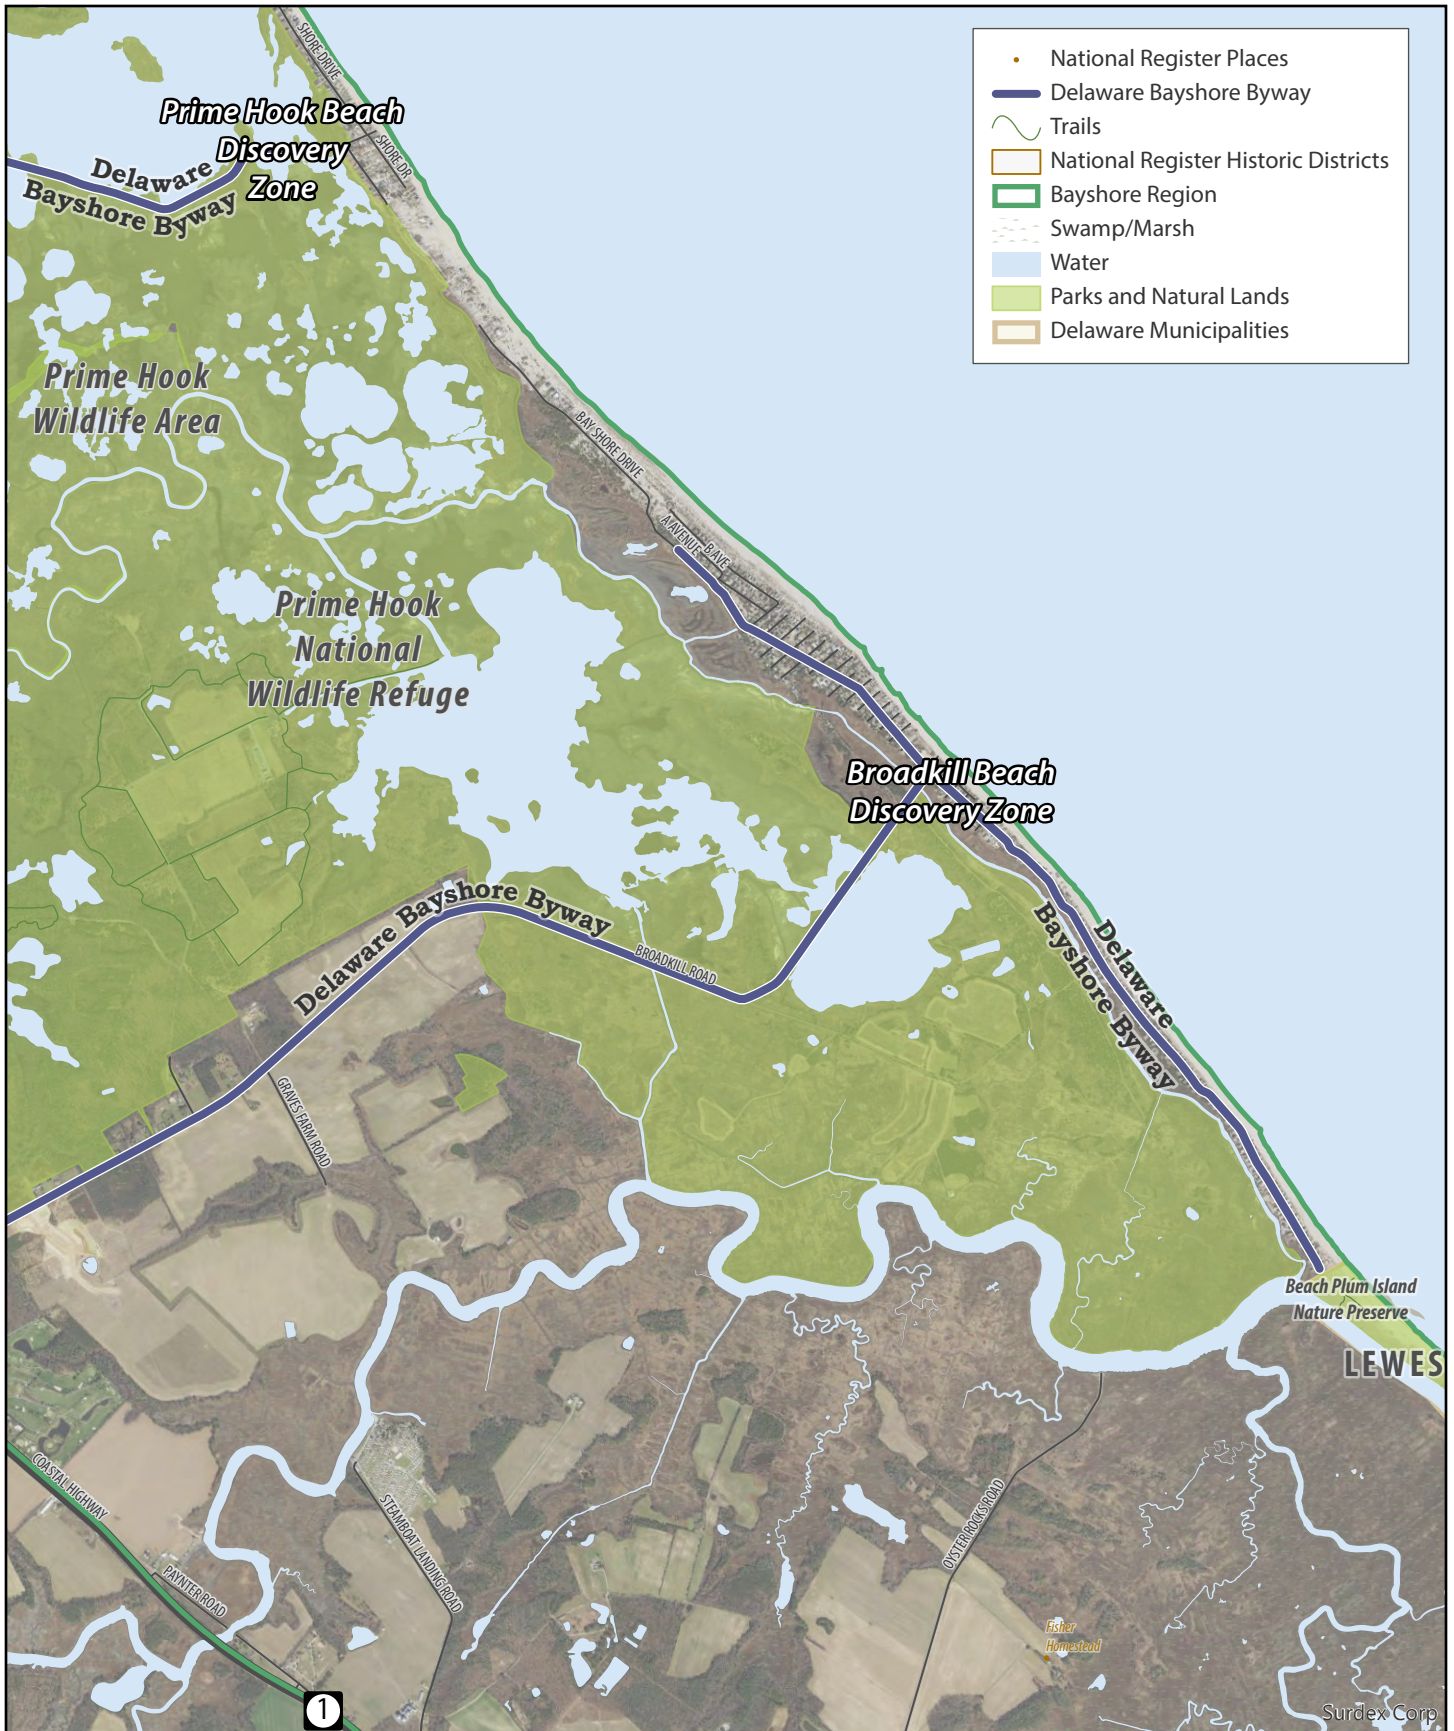 SHORE DRIVE
SHORE DR
Prime Hook Beach
Discovery
Zone
Delaware
Bayshore Byway
National Register Places
Delaware Bayshore Byway
Trails
National Register Historic Districts
Bayshore Region
Swamp/Marsh
Water
Parks and Natural Lands
Delaware Municipalities
Prime Hook
Wildlife Area
BAY SHORE DRIVE
A AVENUE
B AVE
Prime Hook
National
Wildlife Refuge
Broadkill Beach
Discovery Zone
Delaware Bayshore Byway
BROADKILL ROAD
Delaware
Bayshore Byway
GRAVES FARM ROAD
Beach Plum Island
Nature Preserve
LEWES
COASTAL HIGHWAY
PAYNTER ROAD
STEAMBOAT LANDING ROAD
OYSTER ROCKS ROAD
Fisher
Homestead
1
Surdex Corp